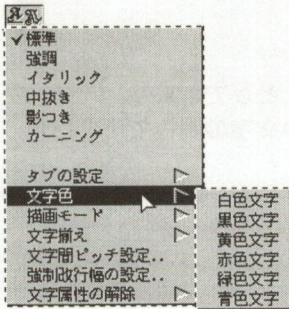 標準
強調
イタリック
中抜き
影つき
カーニング
タブの設定
文字色
描画モード
文字揃え
文字間ピッチ設定..
強制改行幅の設定..
文字属性の解除
白色文字
黒色文字
黄色文字
赤色文字
緑色文字
青色文字